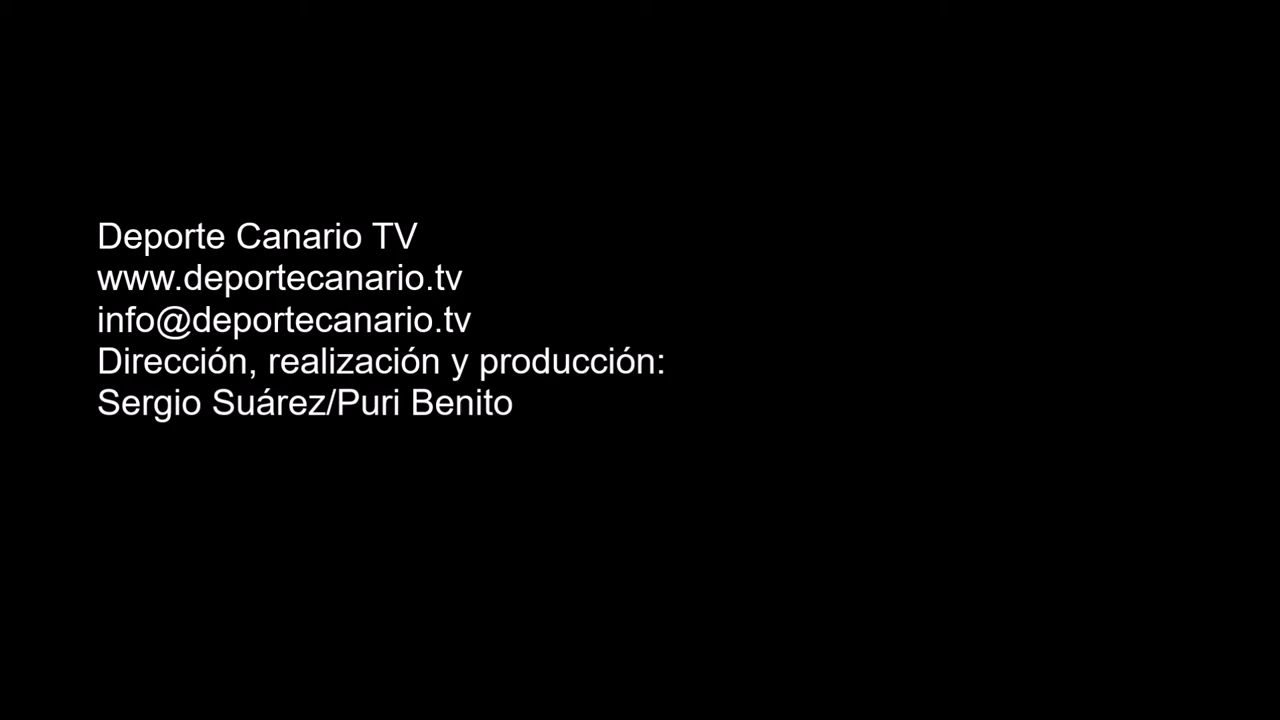 Deporte Canario TV
www.deportecanario.tv
info@deportecanario.tv
Dirección, realización y producción:
Sergio Suárez/Puri Benito